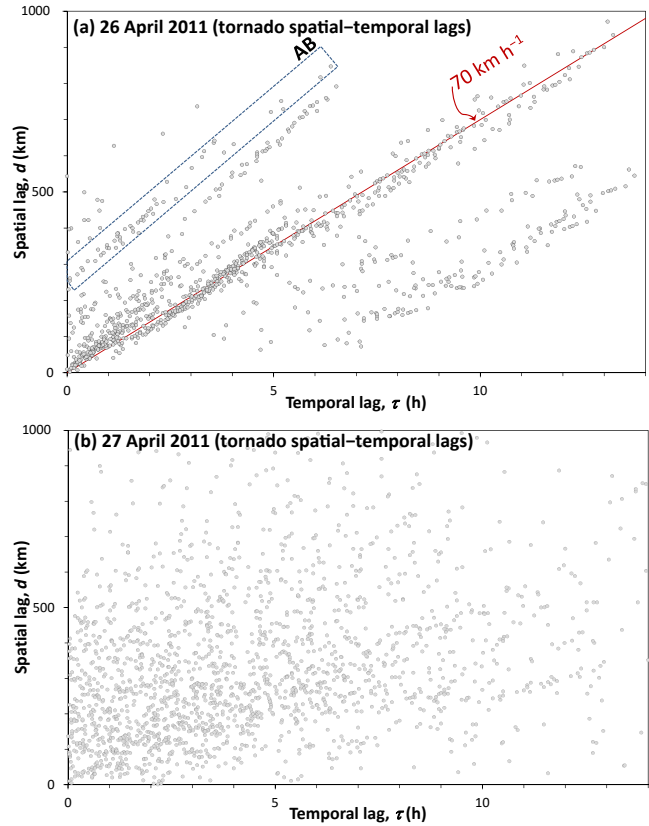 (a) 26 April 2011 (tornado spatial–temporal lags)
1000
AB
70 km h⁻¹
Spatial lag, d (km)
500
0
0 5 10
Temporal lag, τ (h)
(b) 27 April 2011 (tornado spatial–temporal lags)
1000
Spatial lag, d (km)
500
0
0 5 10
Temporal lag, τ (h)